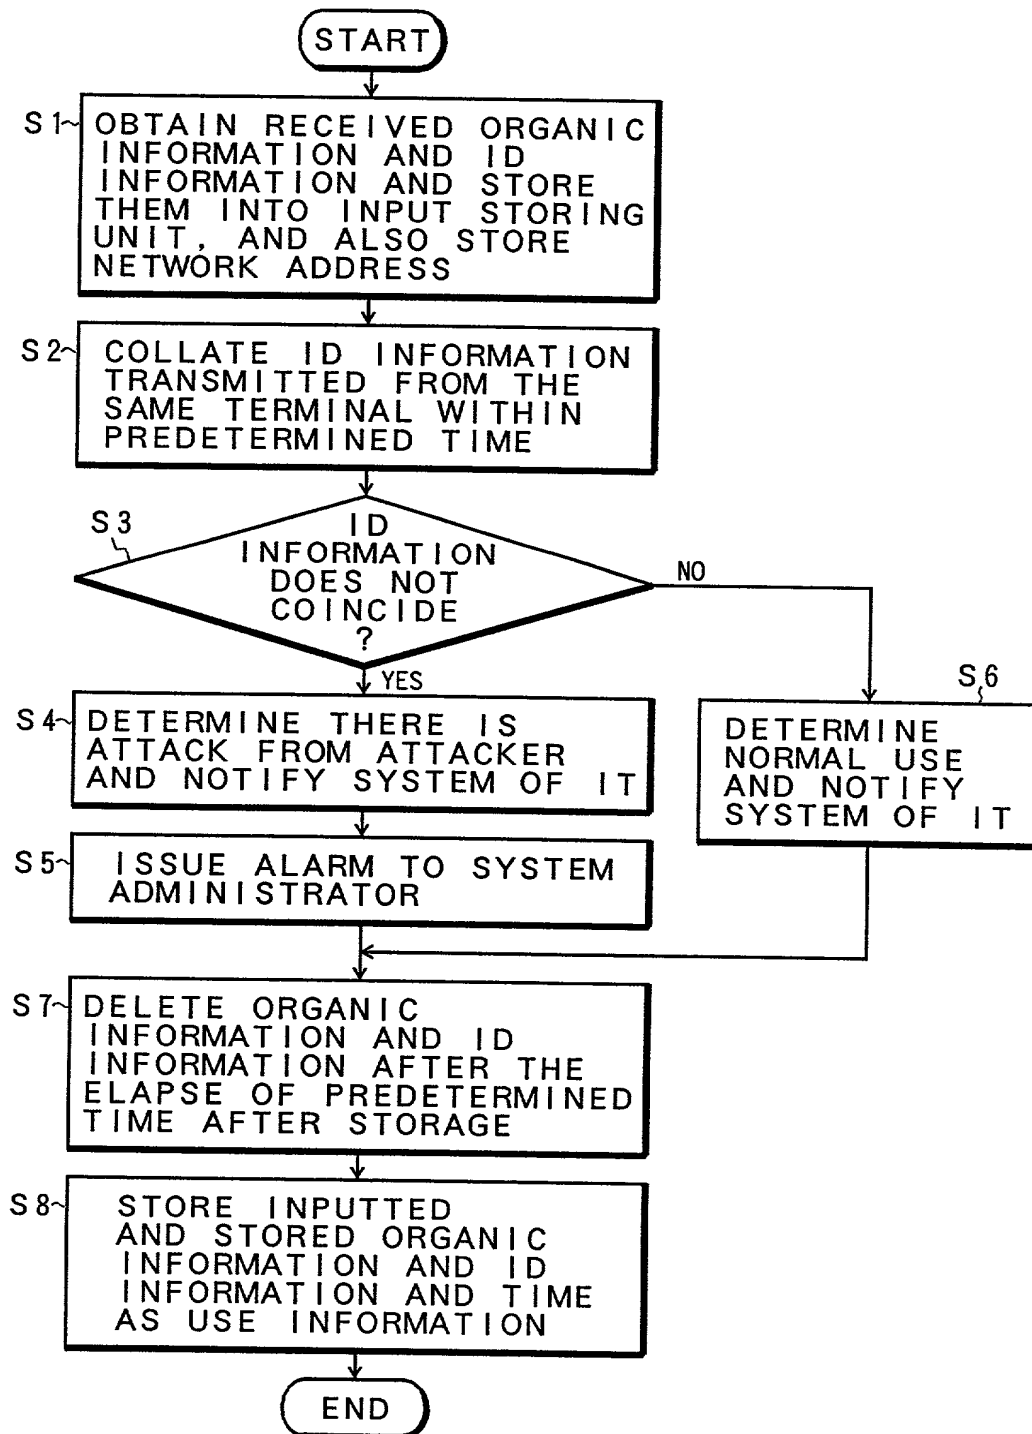 START
S1
OBTAIN RECEIVED ORGANIC
INFORMATION AND ID
INFORMATION AND STORE
THEM INTO INPUT STORING
UNIT, AND ALSO STORE
NETWORK ADDRESS
S2
COLLATE ID INFORMATION
TRANSMITTED FROM THE
SAME TERMINAL WITHIN
PREDETERMINED TIME
S3
ID
INFORMATION
DOES NOT
COINCIDE
?
NO
YES
S4
DETERMINE THERE IS
ATTACK FROM ATTACKER
AND NOTIFY SYSTEM OF IT
S6
DETERMINE
NORMAL USE
AND NOTIFY
SYSTEM OF IT
S5
ISSUE ALARM TO SYSTEM
ADMINISTRATOR
S7
DELETE ORGANIC
INFORMATION AND ID
INFORMATION AFTER THE
ELAPSE OF PREDETERMINED
TIME AFTER STORAGE
S8
STORE INPUTTED
AND STORED ORGANIC
INFORMATION AND ID
INFORMATION AND TIME
AS USE INFORMATION
END